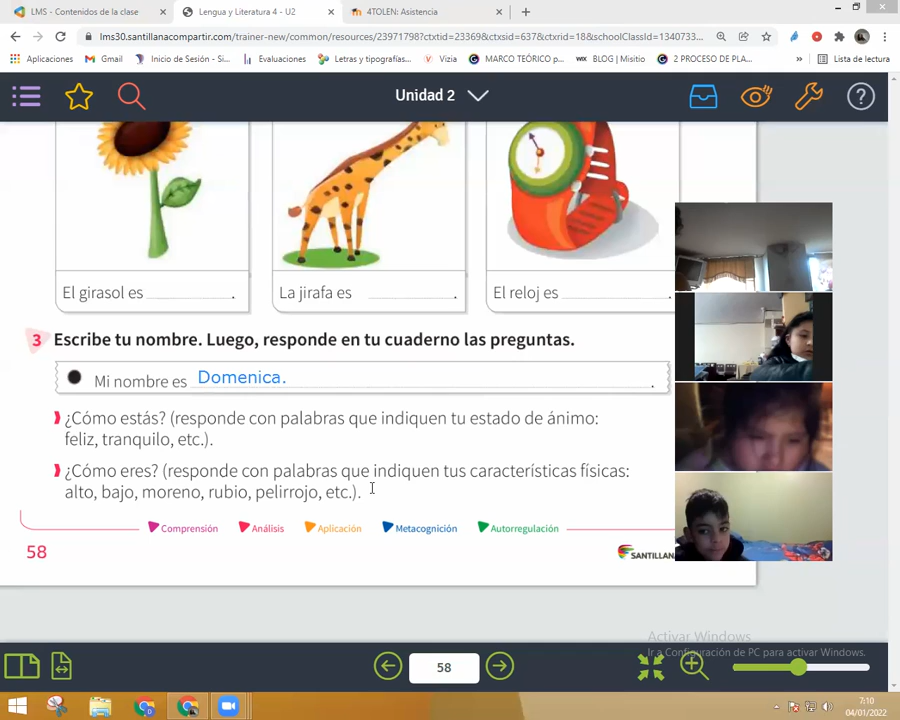 LMS - Contenidos de la clase
Lengua y Literatura 4 - U2
4TOLEN: Asistencia
lms30.santillanacompartir.com/trainer-new/common/resources/23971798?ctxtid=23369&ctxsid=637&ctxrid=18&schoolClassId=1340733...
Aplicaciones
Gmail
Inicio de Sesión - Sí...
Evaluaciones
Letras y tipografías...
Vizia
MARCO TEÓRICO p...
BLOG | Misitio
2 PROCESO DE PLA...
»
Lista de lectura
Unidad 2
El girasol es ____________.
La jirafa es ____________.
El reloj es ____________.
3 Escribe tu nombre. Luego, responde en tu cuaderno las preguntas.
Mi nombre es Domenica. .
¿Cómo estás? (responde con palabras que indiquen tu estado de ánimo:
feliz, tranquilo, etc.).
¿Cómo eres? (responde con palabras que indiquen tus características físicas:
alto, bajo, moreno, rubio, pelirrojo, etc.).
Comprensión Análisis Aplicación Metacognición Autorregulación
58
SANTILLAN
Activar Windows
Ir a Configuración de PC para activar Windows.
58
7:10
04/01/2022